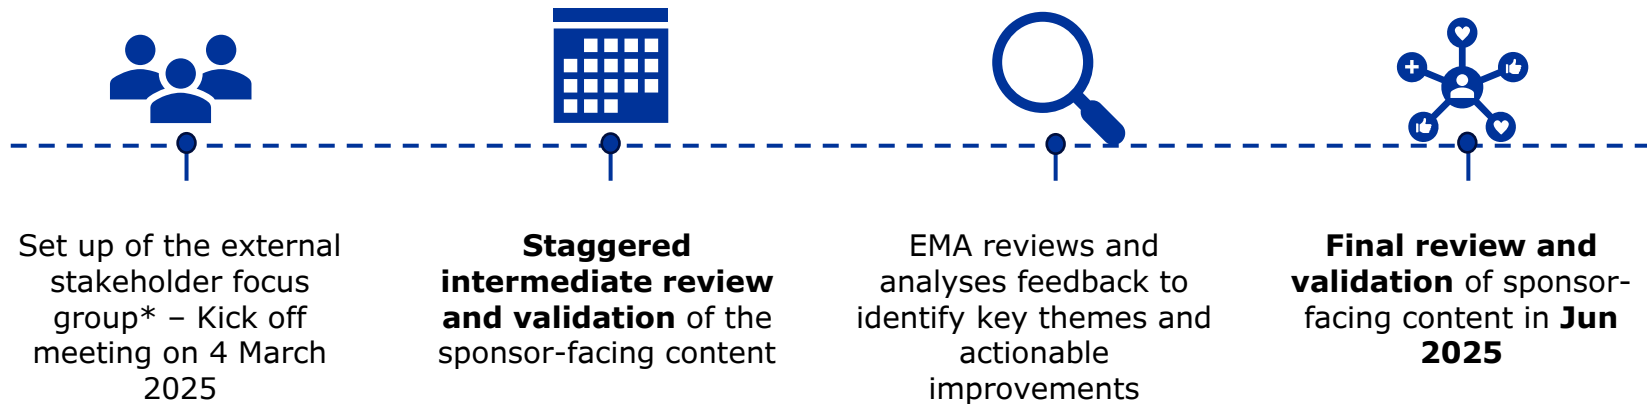 Set up of the external
stakeholder focus
group* – Kick off
meeting on 4 March
2025
Staggered
intermediate review
and validation of the
sponsor-facing content
EMA reviews and
analyses feedback to
identify key themes and
actionable
improvements
Final review and
validation of sponsor-
facing content in Jun
2025